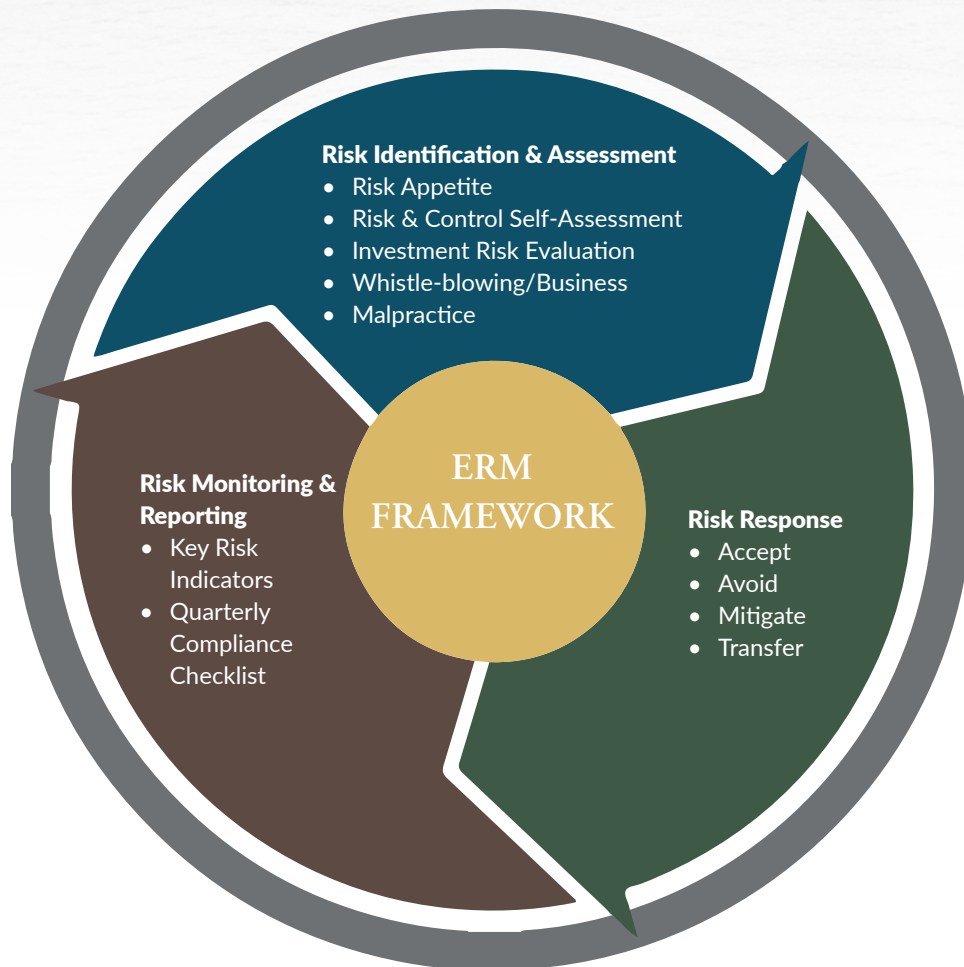 Risk Identification & Assessment
• Risk Appetite
• Risk & Control Self-Assessment
• Investment Risk Evaluation
• Whistle-blowing/Business
• Malpractice
ERM
FRAMEWORK
Risk Monitoring &
Reporting
• Key Risk
Indicators
• Quarterly
Compliance
Checklist
Risk Response
• Accept
• Avoid
• Mitigate
• Transfer